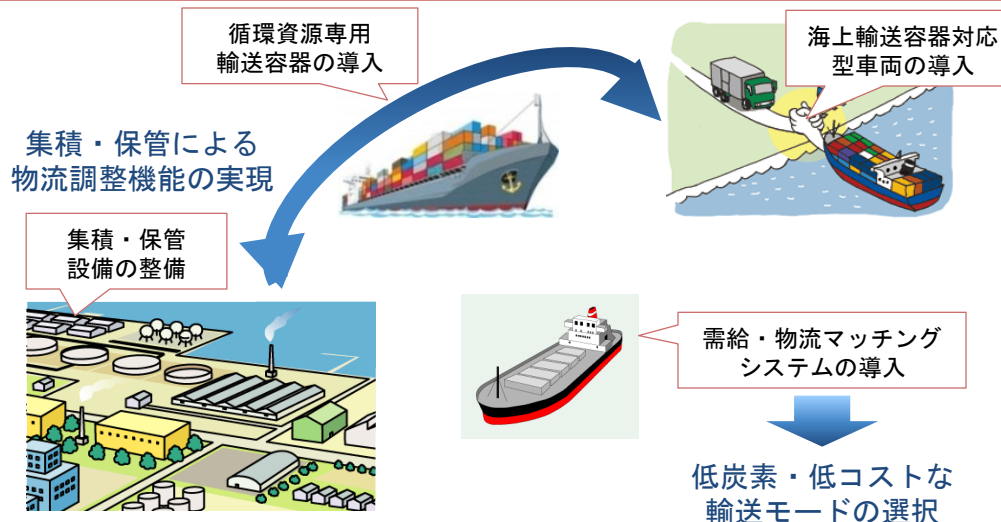 循環資源専用
輸送容器の導入
海上輸送容器対応
型車両の導入
集積・保管による
物流調整機能の実現
集積・保管
設備の整備
需給・物流マッチング
システムの導入
低炭素・低コストな
輸送モードの選択